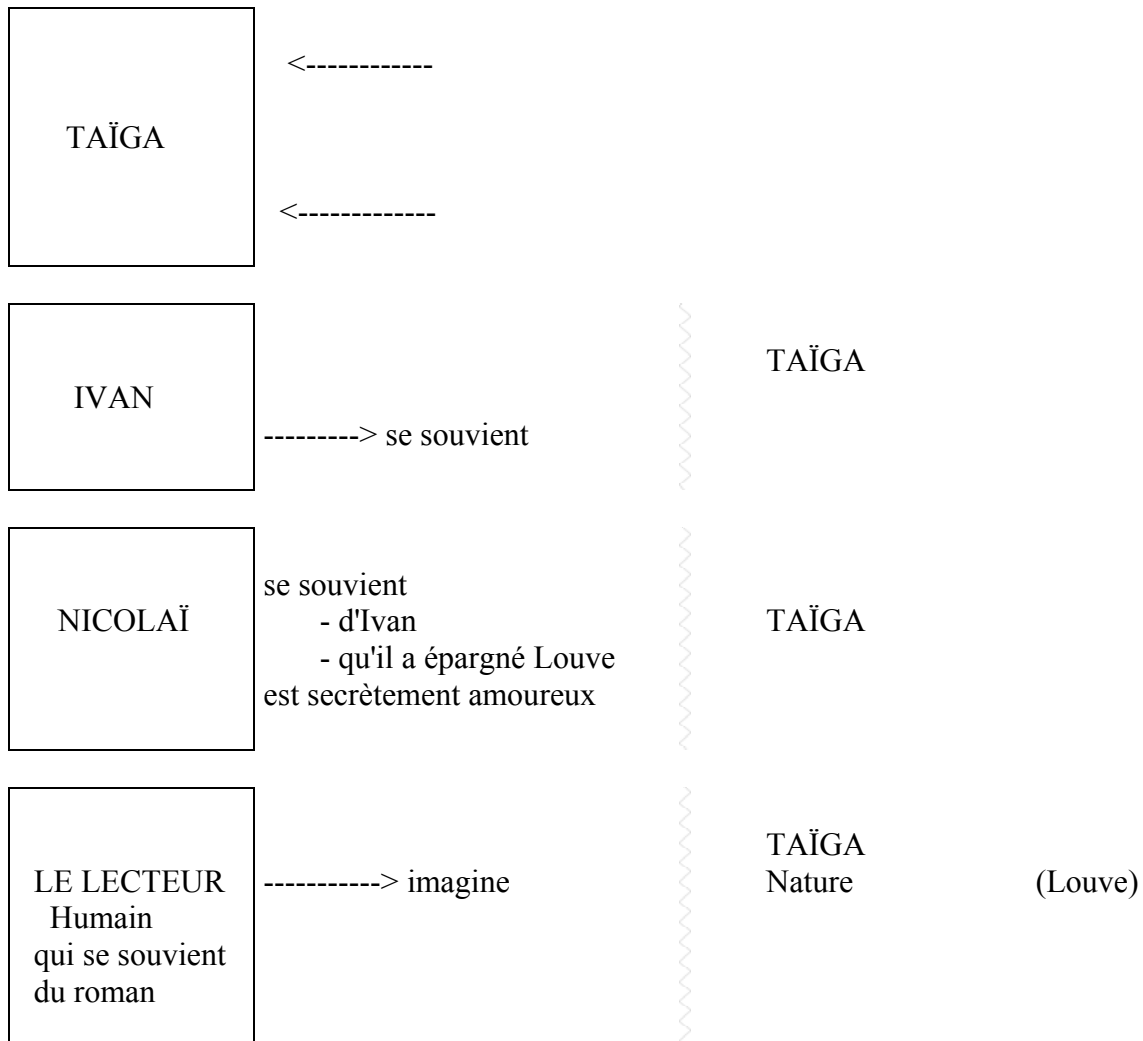 <------------
TAÏGA
<-------------
TAÏGA
IVAN
---------> se souvient
se souvient
NICOLAÏ - d'Ivan TAÏGA
- qu'il a épargné Louve
est secrètement amoureux
TAÏGA
LE LECTEUR -----------> imagine Nature (Louve)
Humain
qui se souvient
du roman